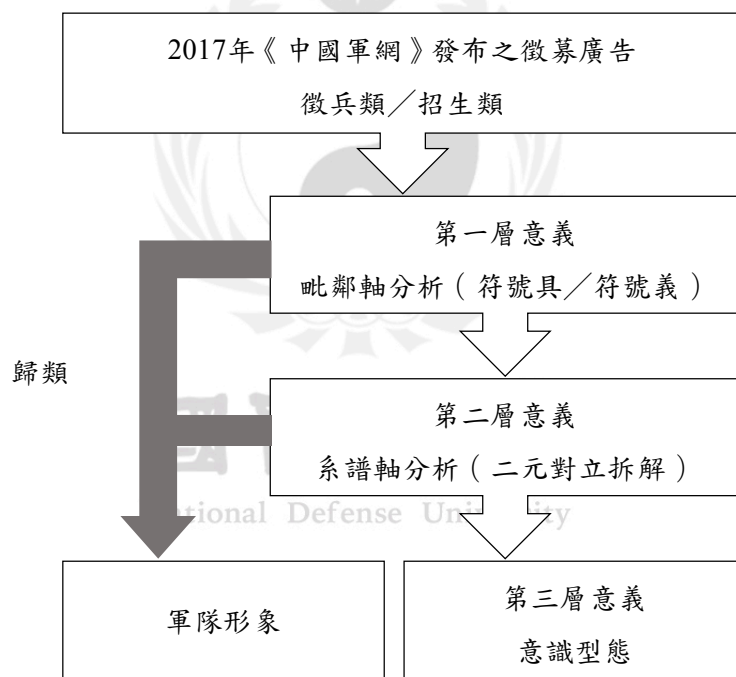 2017年《中國軍網》發布之徵募廣告
徵兵類／招生類
第一層意義
毗鄰軸分析（符號具／符號義）
歸類
第二層意義
系譜軸分析（二元對立拆解）
Defense
軍隊形象
第三層意義
意識型態